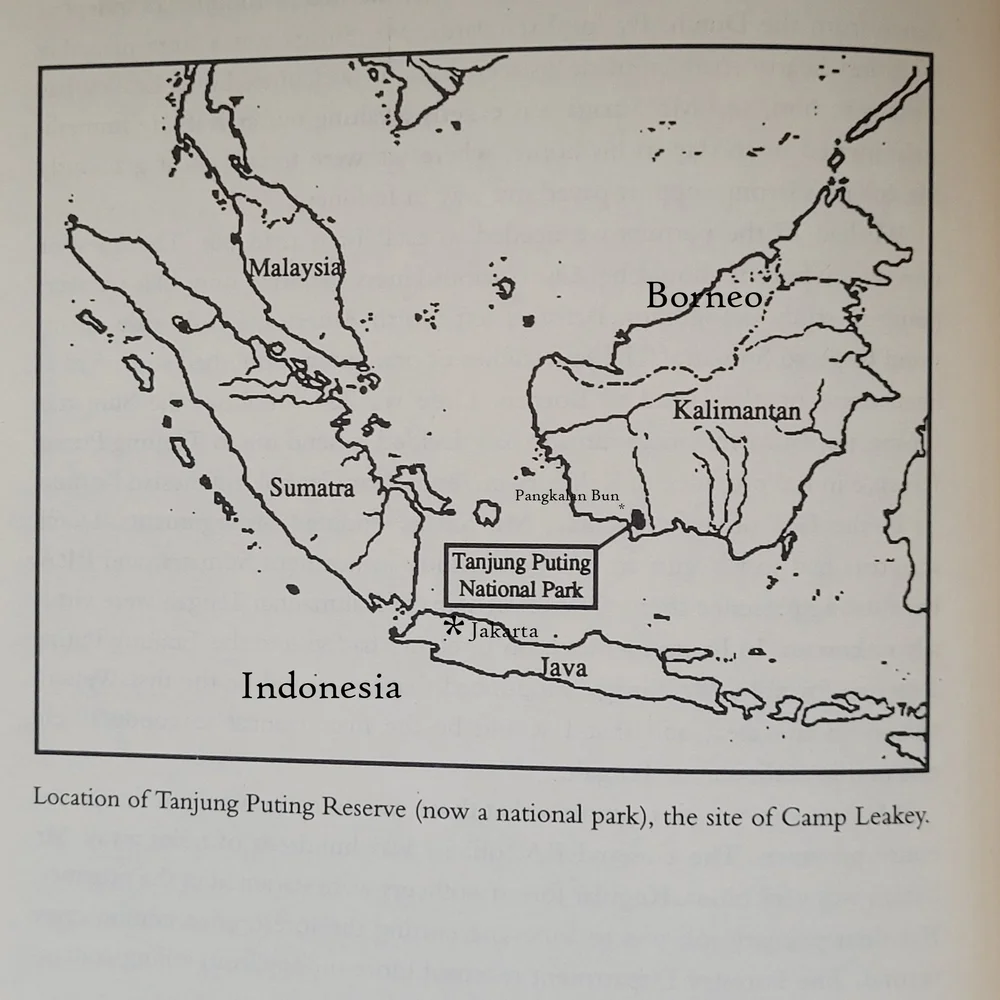 Malaysia
Borneo
Kalimantan
Sumatra
Pangkalan Bun
*
Tanjung Puting
National Park
* Jakarta
Java
Indonesia
Location of Tanjung Puting Reserve (now a national park), the site of Camp Leakey.